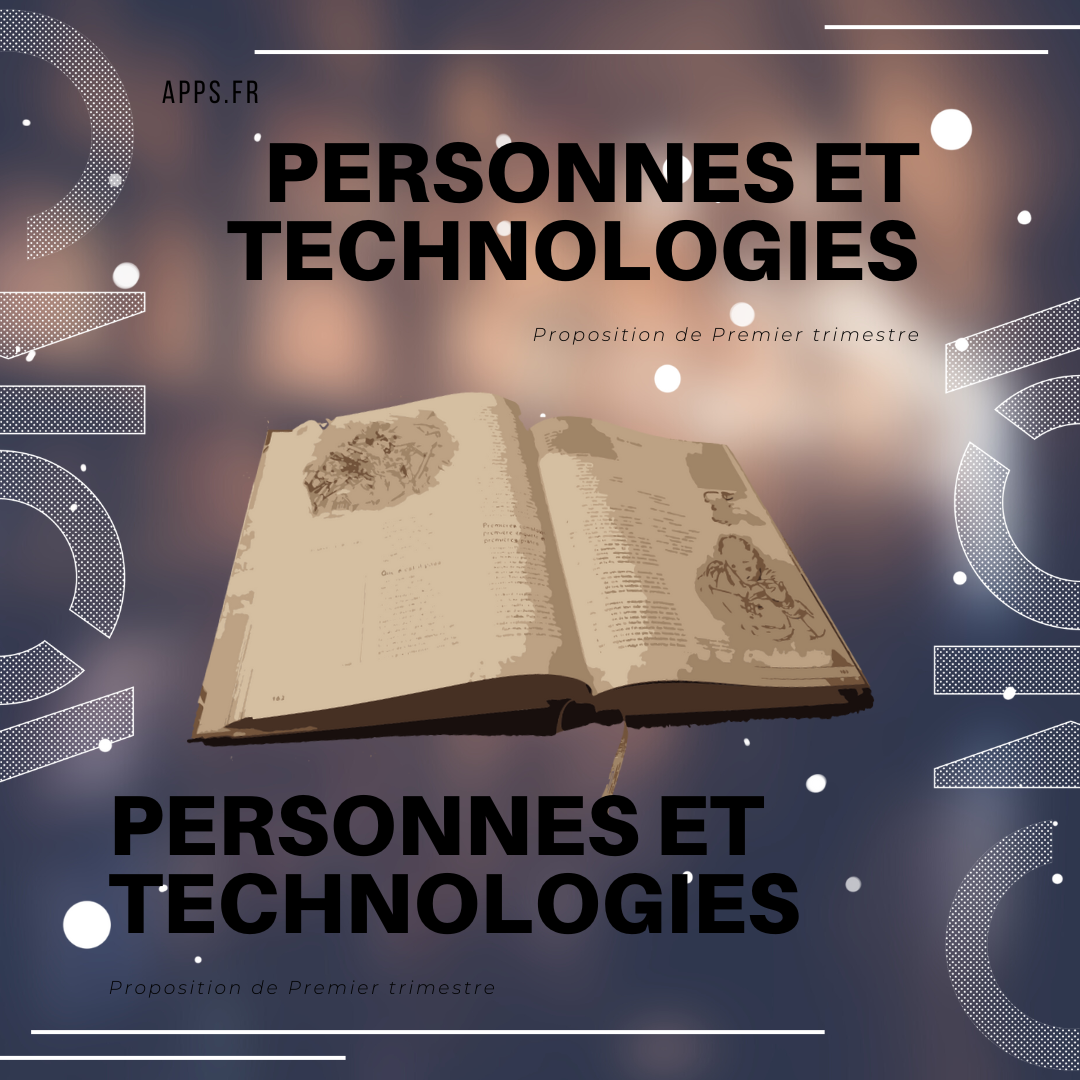 APPS.FR
PERSONNES ET
TECHNOLOGIES
Proposition de Premier trimestre
PERSONNES ET
TECHNOLOGIES
Proposition de Premier trimestre